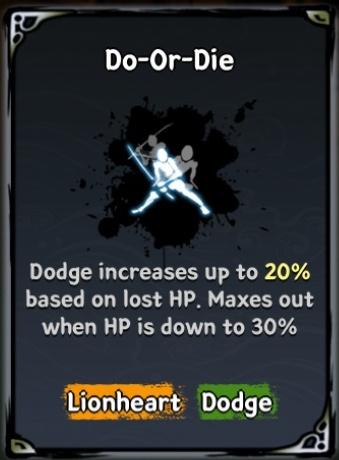 Do-Or-Die
Dodge increases up to 20%
based on lost HP. Maxes out
when HP is down to 30%
Lionheart Dodge